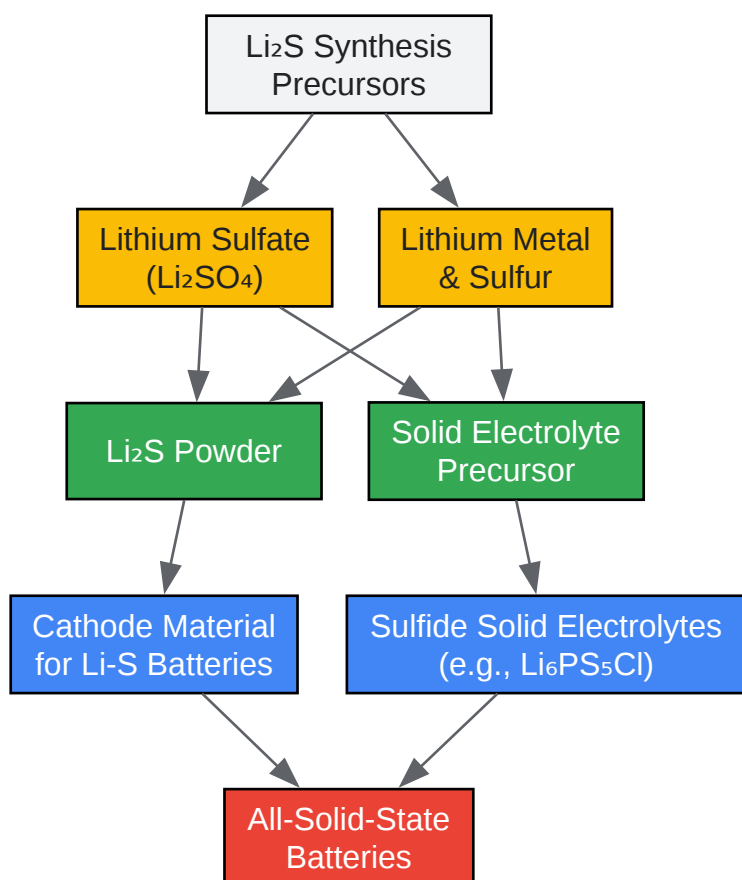 Li₂S Synthesis
Precursors
Lithium Sulfate
(Li₂SO₄)
Lithium Metal
& Sulfur
Li₂S Powder
Solid Electrolyte
Precursor
Cathode Material
for Li-S Batteries
Sulfide Solid Electrolytes
(e.g., Li₆PS₅Cl)
All-Solid-State
Batteries